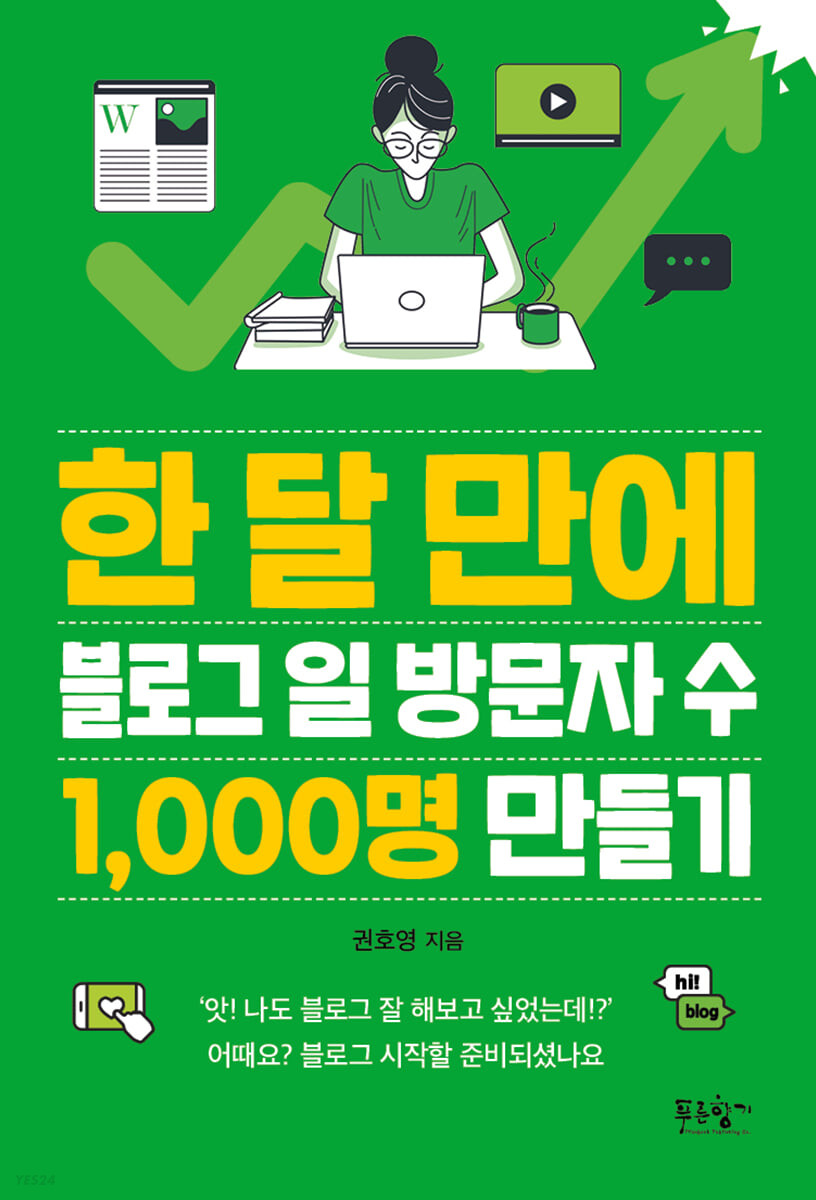 W
한 달 만에
블로그 일 방문자 수
1,000명 만들기
권호영 지음
‘앗! 나도 블로그 잘 해보고 싶었는데!?’
어때요? 블로그 시작할 준비되셨나요
hi!
blog
푸른향기
YES24